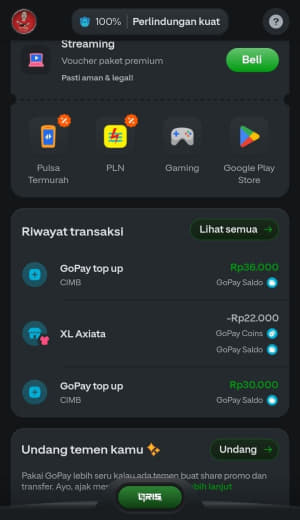 100% | Perlindungan kuat
?
Streaming
Voucher paket premium
Pasti aman & legal!
Beli
Pulsa Termurah
PLN
Gaming
Google Play Store
Riwayat transaksi
Lihat semua →
GoPay top up
Rp36.000
CIMB
GoPay Saldo
XL Axiata
-Rp22.000
GoPay Coins
GoPay Saldo
GoPay top up
Rp30.000
CIMB
GoPay Saldo
Undang temen kamu
Undang →
Pakai GoPay lebih seru kalau ada temen buat share promo dan
transfer. Ayo, ajak lanjut
QRIS